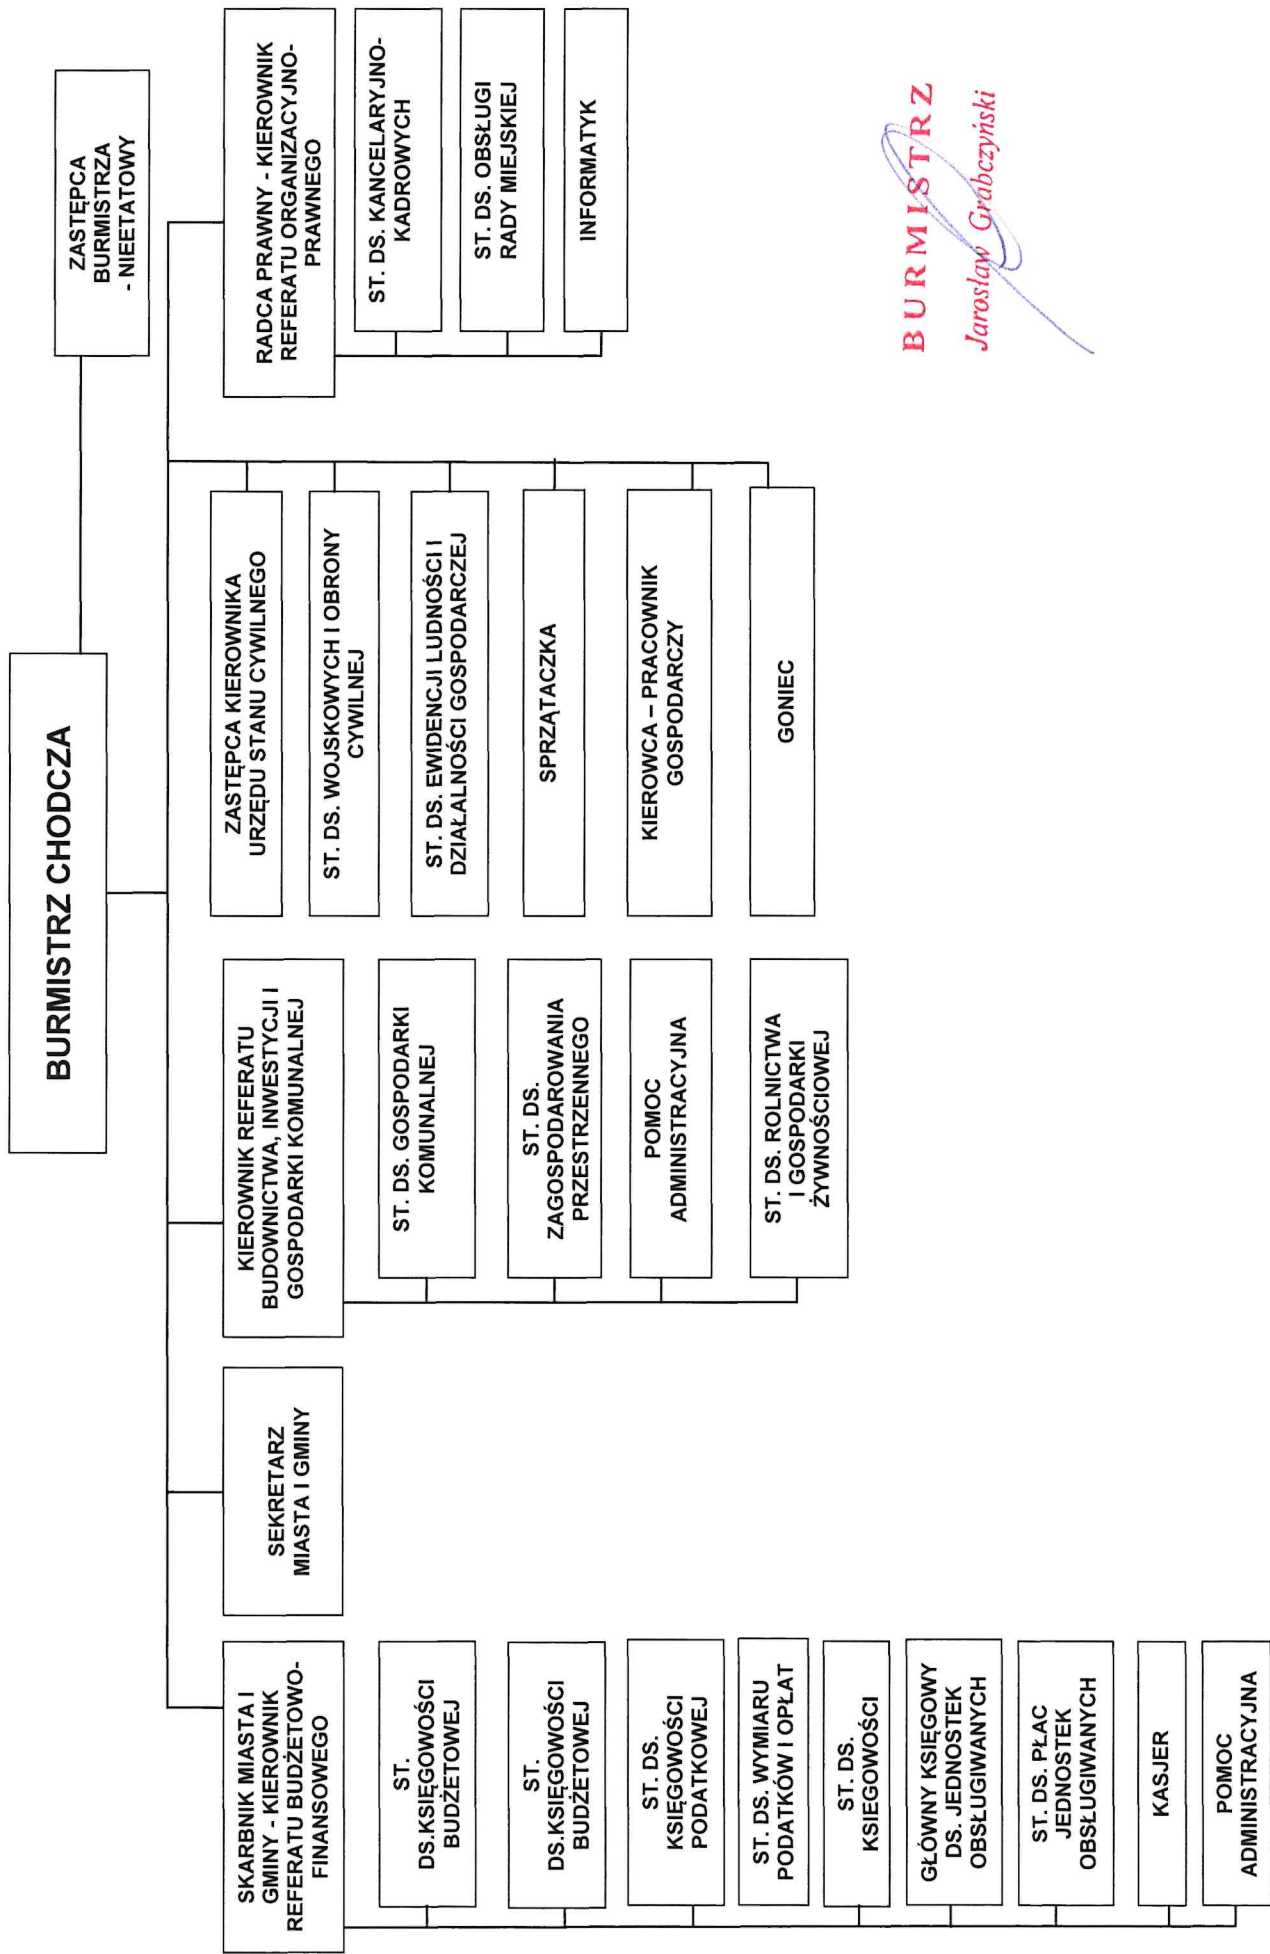 BURMISTRZ CHODCZA
ZASTĘPCA
BURMISTRZA
- NIEETATOWY
SKARBNIK MIASTA I
GMINY - KIEROWNIK
REFERATU BUDŻETOWO-
FINANSOWEGO
ST.
DS.KSIĘGOWOŚCI
BUDŻETOWEJ
ST.
DS.KSIĘGOWOŚCI
BUDŻETOWEJ
ST. DS.
KSIĘGOWOŚCI
PODATKOWEJ
ST. DS. WYMIARU
PODATKÓW I OPŁAT
ST. DS.
KSIEGOWOŚCI
GŁÓWNY KSIĘGOWY
DS. JEDNOSTEK
OBSŁUGIWANYCH
ST. DS. PŁAC
JEDNOSTEK
OBSŁUGIWANYCH
KASJER
POMOC
ADMINISTRACYJNA
SEKRETARZ
MIASTA I GMINY
KIEROWNIK REFERATU
BUDOWNICTWA, INWESTYCJI I
GOSPODARKI KOMUNALNEJ
ST. DS. GOSPODARKI
KOMUNALNEJ
ST. DS.
ZAGOSPODAROWANIA
PRZESTRZENNEGO
POMOC
ADMINISTRACYJNA
ST. DS. ROLNICTWA
I GOSPODARKI
ŻYWNOŚCIOWEJ
ZASTĘPCA KIEROWNIKA
URZĘDU STANU CYWILNEGO
ST. DS. WOJSKOWYCH I OBRONY
CYWILNEJ
ST. DS. EWIDENCJI LUDNOŚCI I
DZIAŁALNOŚCI GOSPODARCZEJ
SPRZĄTACZKA
KIEROWCA – PRACOWNIK
GOSPODARCZY
GONIEC
RADCA PRAWNY - KIEROWNIK
REFERATU ORGANIZACYJNO-
PRAWNEGO
ST. DS. KANCELARYJNO-
KADROWYCH
ST. DS. OBSŁUGI
RADY MIEJSKIEJ
INFORMATYK
BURMISTRZ
Jarosław Grabczyński